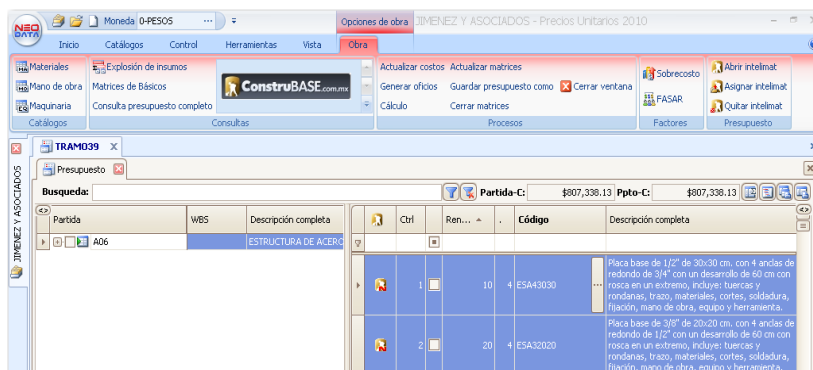 NEO
DATA
Moneda 0-PESOS ...
Opciones de obra JIMENEZ Y ASOCIADOS - Precios Unitarios 2010
Inicio Catálogos Control Herramientas Vista Obra
Materiales Explosión de insumos Actualizar costos Actualizar matrices Sobrecosto Abrir intelimat
Mano de obra Matrices de Básicos ConstruBASE.com.mx Generar oficios Guardar presupuesto como Cerrar ventana FASAR Asignar intelimat
Maquinaria Consulta presupuesto completo Cálculo Cerrar matrices Quitar intelimat
Catálogos Consultas Procesos Factores Presupuesto
TRAMO39 X
Presupuesto
JIMENEZ Y ASOCIADOS
Busqueda: Partida-C: $807,338.13 Ppto-C: $807,338.13
Partida WBS Descripción completa Ctrl Ren... . Código Descripción completa
A06 ESTRUCTURA DE ACERO
1 10 4 ESA43030 ...
Placa base de 1/2" de 30x30 cm. con 4 anclas de
redondo de 3/4" con un desarrollo de 60 cm con
rosca en un extremo, incluye: tuercas y
rondanas, trazo, materiales, cortes, soldadura,
fijación, mano de obra, equipo y herramienta.
2 20 4 ESA32020
Placa base de 3/8" de 20x20 cm. con 4 anclas de
redondo de 1/2" con un desarrollo de 60 cm con
rosca en un extremo, incluye: tuercas y
rondanas, trazo, materiales, cortes, soldadura,
fijación, mano de obra, equipo y herramienta.